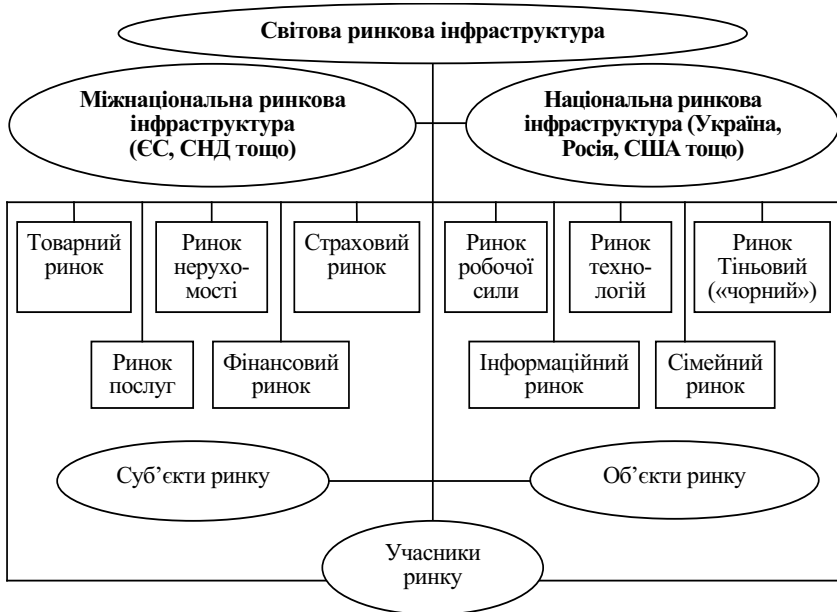 Світова ринкова інфраструктура
Міжнаціональна ринкова
інфраструктура
(ЄС, СНД тощо)
Національна ринкова
інфраструктура (Україна,
Росія, США тощо)
Товарний
ринок
Ринок
нерухо-
мості
Страховий
ринок
Ринок
робочої
сили
Ринок
техно-
логій
Ринок
Тіньовий
(«чорний»)
Ринок
послуг
Фінансовий
ринок
Інформаційний
ринок
Сімейний
ринок
Суб’єкти ринку
Об’єкти ринку
Учасники
ринку